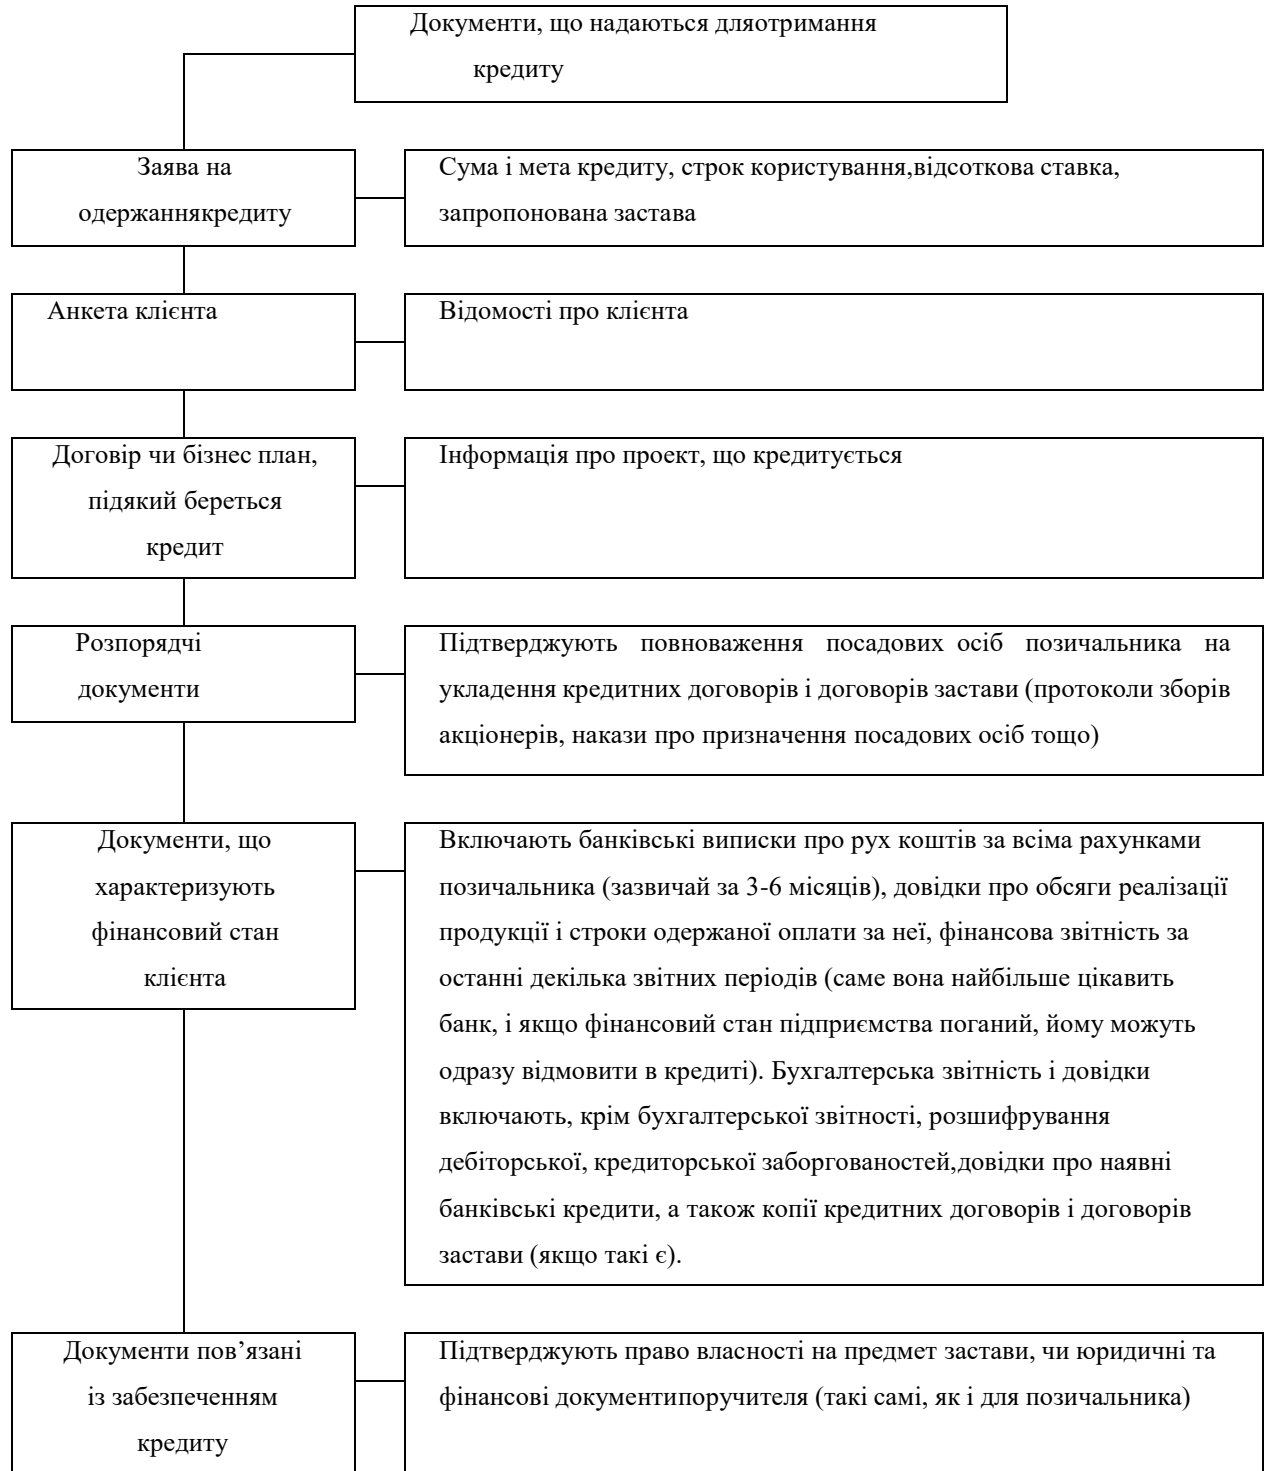 Документи, що надаються дляотримання
кредиту
Заява на
одержаннякредиту
Сума і мета кредиту, строк користування,відсоткова ставка,
запропонована застава
Анкета клієнта
Відомості про клієнта
Договір чи бізнес план,
підякий береться
кредит
Інформація про проект, що кредитується
Розпорядчі
документи
Підтверджують повноваження посадових осіб позичальника на
укладення кредитних договорів і договорів застави (протоколи зборів
акціонерів, накази про призначення посадових осіб тощо)
Документи, що
характеризують
фінансовий стан
клієнта
Включають банківські виписки про рух коштів за всіма рахунками
позичальника (зазвичай за 3-6 місяців), довідки про обсяги реалізації
продукції і строки одержаної оплати за неї, фінансова звітність за
останні декілька звітних періодів (саме вона найбільше цікавить
банк, і якщо фінансовий стан підприємства поганий, йому можуть
одразу відмовити в кредиті). Бухгалтерська звітність і довідки
включають, крім бухгалтерської звітності, розшифрування
дебіторської, кредиторської заборгованостей,довідки про наявні
банківські кредити, а також копії кредитних договорів і договорів
застави (якщо такі є).
Документи пов’язані
із забезпеченням
кредиту
Підтверджують право власності на предмет застави, чи юридичні та
фінансові документипоручителя (такі самі, як і для позичальника)